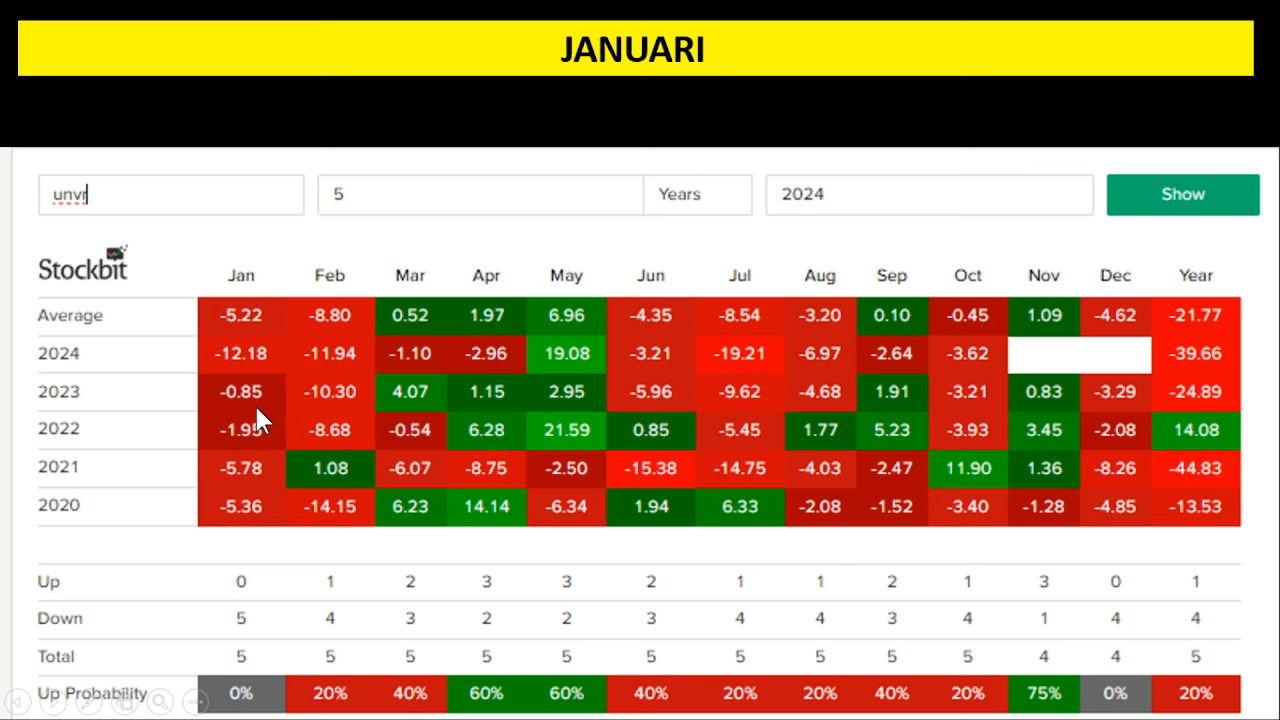 JANUARI
unvr 5 Years 2024 Show
Stockbit Jan Feb Mar Apr May Jun Jul Aug Sep Oct Nov Dec Year
Average -5.22 -8.80 0.52 1.97 6.96 -4.35 -8.54 -3.20 0.10 -0.45 1.09 -4.62 -21.77
2024 -12.18 -11.94 -1.10 -2.96 19.08 -3.21 -19.21 -6.97 -2.64 -3.62 -39.66
2023 -0.85 -10.30 4.07 1.15 2.95 -5.96 -9.62 -4.68 1.91 -3.21 0.83 -3.29 -24.89
2022 -8.68 -0.54 6.28 21.59 0.85 -5.45 1.77 5.23 -3.93 3.45 -2.08 14.08
2021 -5.78 1.08 -6.07 -8.75 -2.50 -15.38 -14.75 -4.03 -2.47 11.90 1.36 -8.26 -44.83
2020 -5.36 -14.15 6.23 14.14 -6.34 1.94 6.33 -2.08 -1.52 -3.40 -1.28 -4.85 -13.53
Up 0 1 2 3 3 2 1 1 2 1 3 0 1
Down 5 4 3 2 2 3 4 4 3 4 1 4 4
Total 5 5 5 5 5 5 5 5 5 5 4 4 5
Up Probability 0% 20% 40% 60% 60% 40% 20% 20% 40% 20% 75% 0% 20%